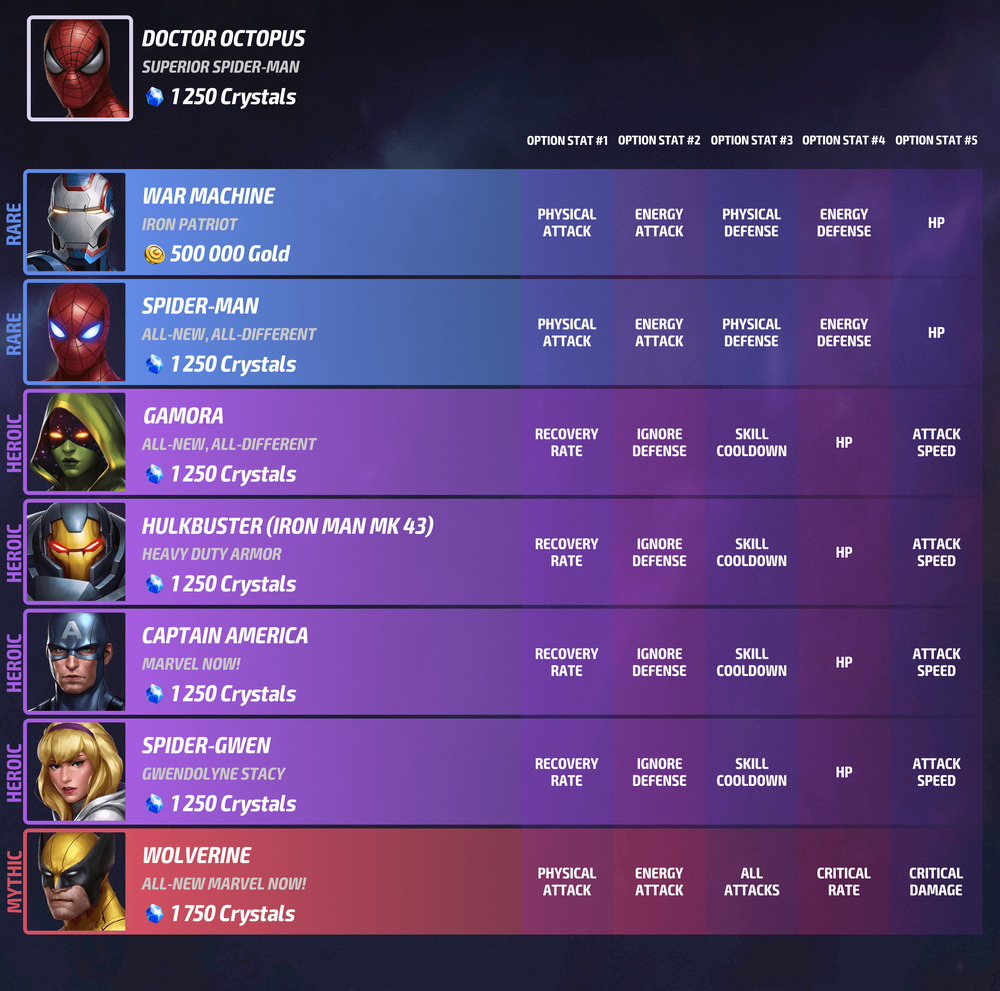 DOCTOR OCTOPUS
SUPERIOR SPIDER-MAN
1 250 Crystals
OPTION STAT #1 OPTION STAT #2 OPTION STAT #3 OPTION STAT #4 OPTION STAT #5
RARE
WAR MACHINE
IRON PATRIOT
500 000 Gold
PHYSICAL ATTACK
ENERGY ATTACK
PHYSICAL DEFENSE
ENERGY DEFENSE
HP
RARE
SPIDER-MAN
ALL-NEW, ALL-DIFFERENT
1 250 Crystals
PHYSICAL ATTACK
ENERGY ATTACK
PHYSICAL DEFENSE
ENERGY DEFENSE
HP
HEROIC
GAMORA
ALL-NEW, ALL-DIFFERENT
1 250 Crystals
RECOVERY RATE
IGNORE DEFENSE
SKILL COOLDOWN
HP
ATTACK SPEED
HEROIC
HULKBUSTER (IRON MAN MK 43)
HEAVY DUTY ARMOR
1 250 Crystals
RECOVERY RATE
IGNORE DEFENSE
SKILL COOLDOWN
HP
ATTACK SPEED
HEROIC
CAPTAIN AMERICA
MARVEL NOW!
1 250 Crystals
RECOVERY RATE
IGNORE DEFENSE
SKILL COOLDOWN
HP
ATTACK SPEED
HEROIC
SPIDER-GWEN
GWENDOLYNE STACY
1 250 Crystals
RECOVERY RATE
IGNORE DEFENSE
SKILL COOLDOWN
HP
ATTACK SPEED
MYTHIC
WOLVERINE
ALL-NEW MARVEL NOW!
1 750 Crystals
PHYSICAL ATTACK
ENERGY ATTACK
ALL ATTACKS
CRITICAL RATE
CRITICAL DAMAGE